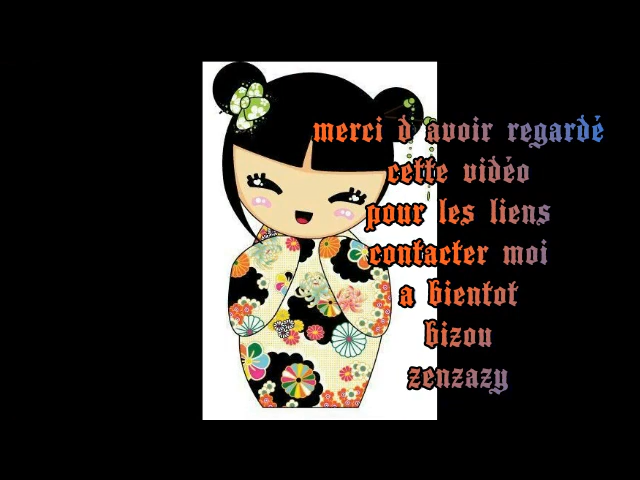 merci d avoir regardé
cette vidéo
pour les liens
contacter moi
a bientot
bizou
zenzazy